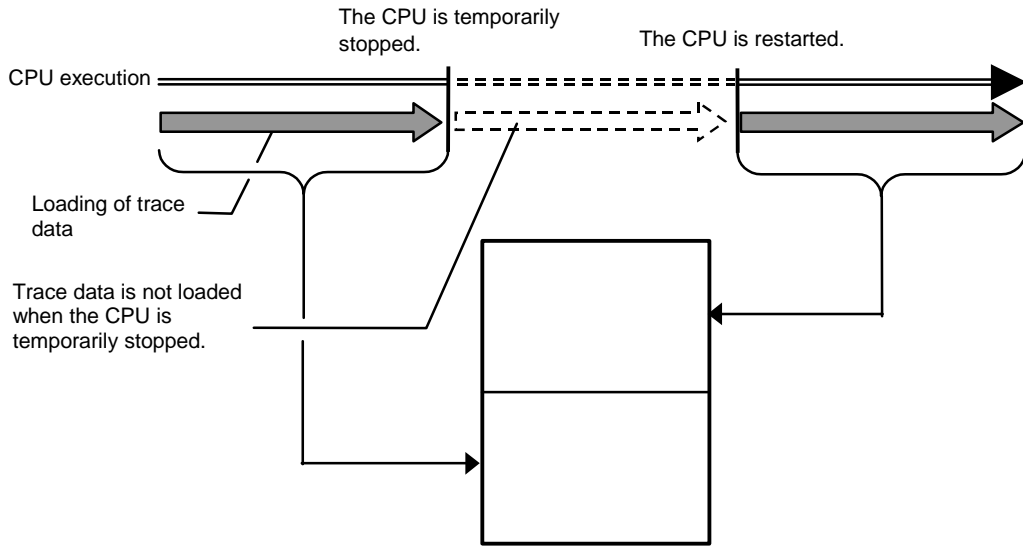 The CPU is temporarily
stopped.
The CPU is restarted.
CPU execution
Loading of trace
data
Trace data is not loaded
when the CPU is
temporarily stopped.